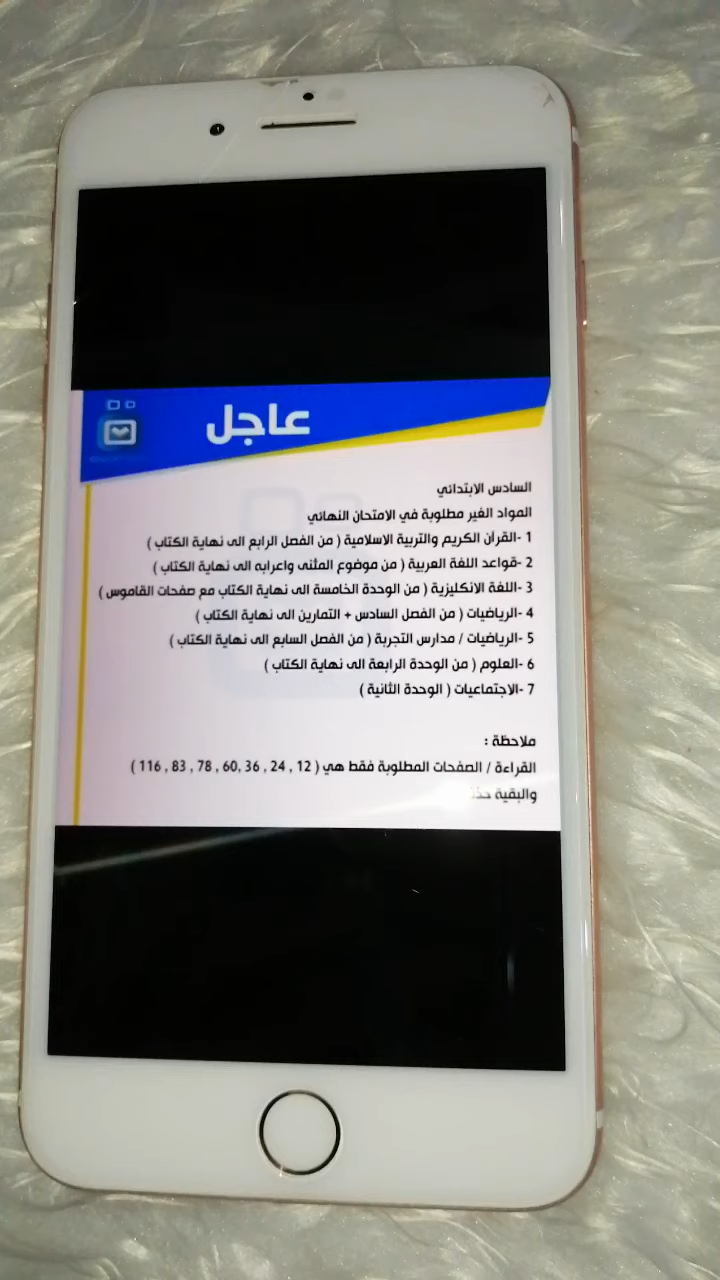 عاجل
السادس الابتدائي
المواد الغير مطلوبة في الامتحان النهائي
1 -القرآن الكريم والتربية الاسلامية ( من الفصل الرابع الى نهاية الكتاب )
2 -قواعد اللغة العربية ( من موضوع المثنى واعرابه الى نهاية الكتاب )
3 -اللغة الانكليزية ( من الوحدة الخامسة الى نهاية الكتاب مع صفحات القاموس )
4 -الرياضيات ( من الفصل السادس + التمارين الى نهاية الكتاب )
5 -الرياضيات / مدارس التجربة ( من الفصل السابع الى نهاية الكتاب )
6 -العلوم ( من الوحدة الرابعة الى نهاية الكتاب )
7 -الاجتماعيات ( الوحدة الثانية )
ملاحظة :
القراءة / الصفحات المطلوبة فقط هي ( 12 , 24 , 36 ,60 , 78 , 83 , 116 )
والبقية